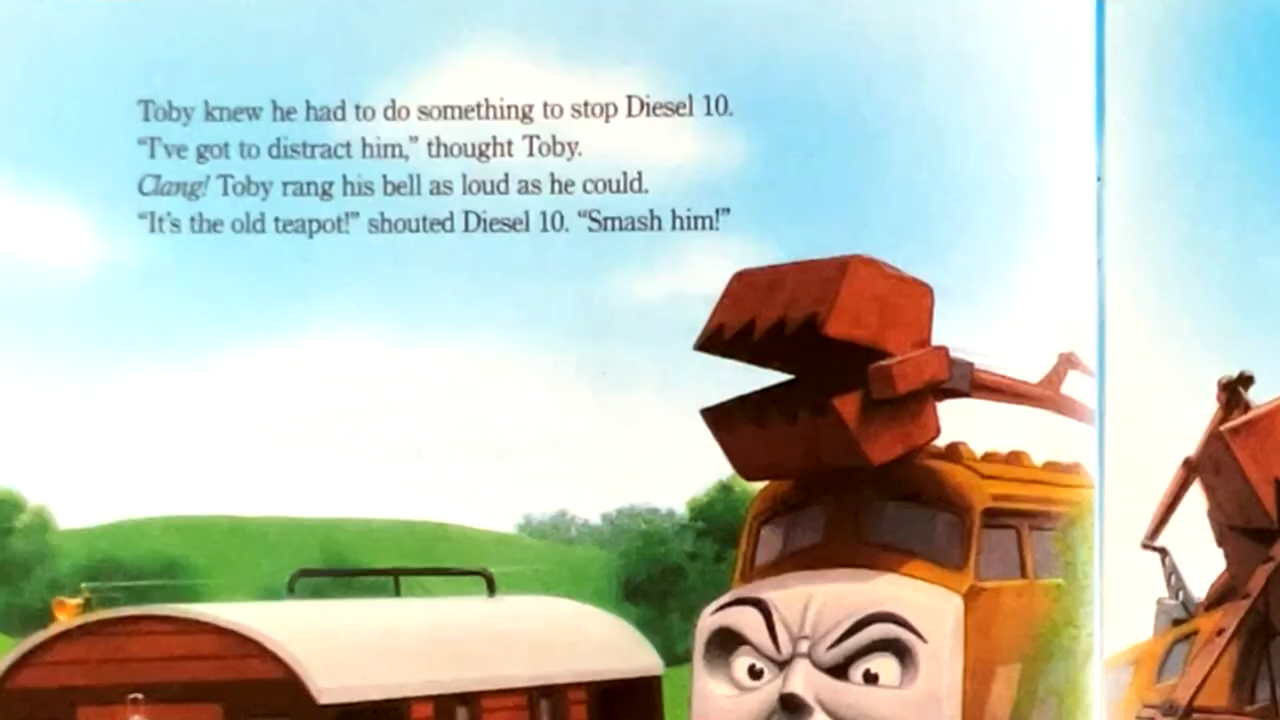 Toby knew he had to do something to stop Diesel 10.
“I’ve got to distract him,” thought Toby.
Clang! Toby rang his bell as loud as he could.
“It’s the old teapot!” shouted Diesel 10. “Smash him!”